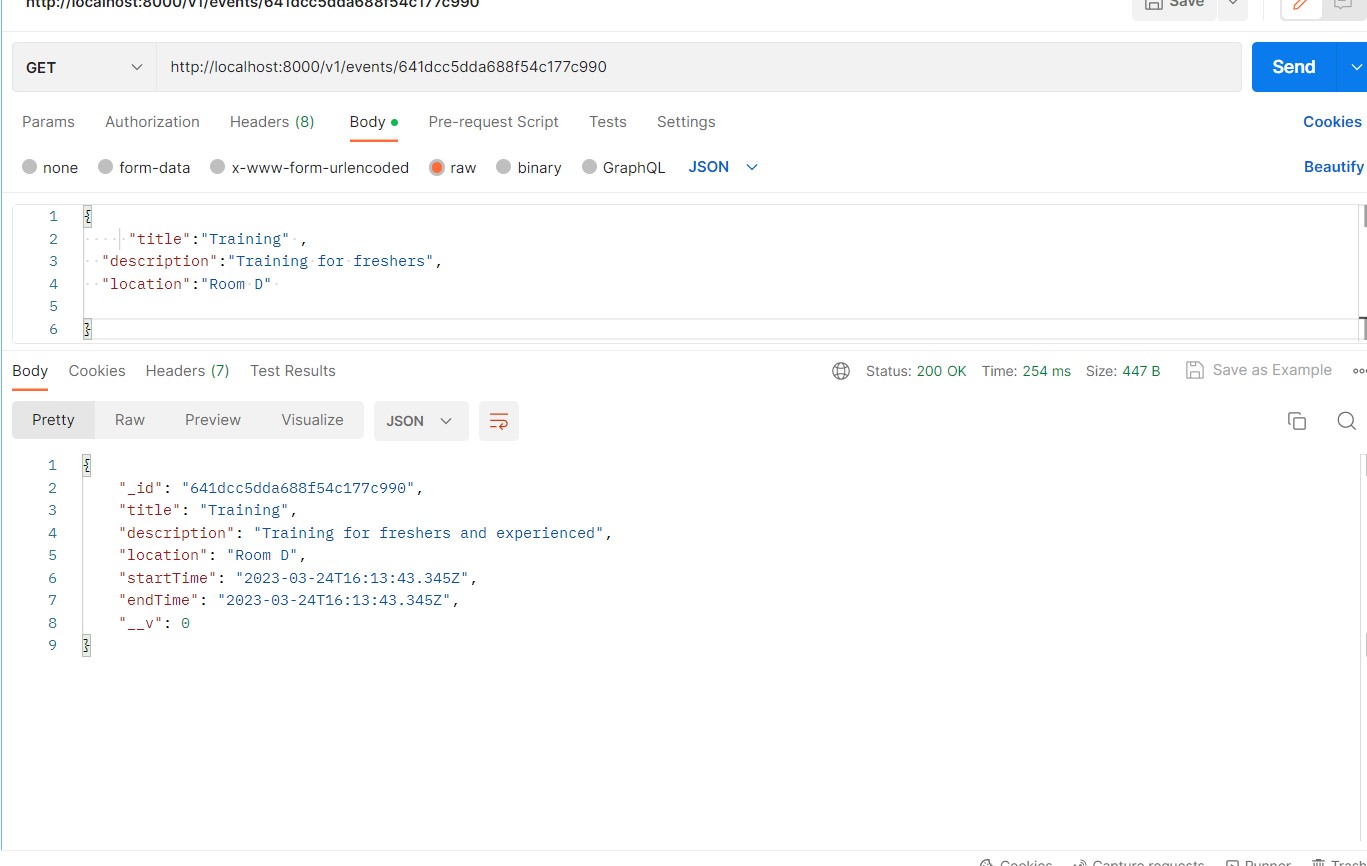 http://localhost:8000/v1/events/641dcc5dda688f54c177c990
Save
GET http://localhost:8000/v1/events/641dcc5dda688f54c177c990 Send
Params Authorization Headers (8) Body Pre-request Script Tests Settings Cookies
none form-data x-www-form-urlencoded raw binary GraphQL JSON Beautify
1 {
2 "title":"Training" ,
3 "description":"Training for freshers",
4 "location":"Room D"
5
6 }
Body Cookies Headers (7) Test Results Status: 200 OK Time: 254 ms Size: 447 B Save as Example
Pretty Raw Preview Visualize JSON
1 {
2 "_id": "641dcc5dda688f54c177c990",
3 "title": "Training",
4 "description": "Training for freshers and experienced",
5 "location": "Room D",
6 "startTime": "2023-03-24T16:13:43.345Z",
7 "endTime": "2023-03-24T16:13:43.345Z",
8 "__v": 0
9 }
Cookies Capture requests Runner Trash